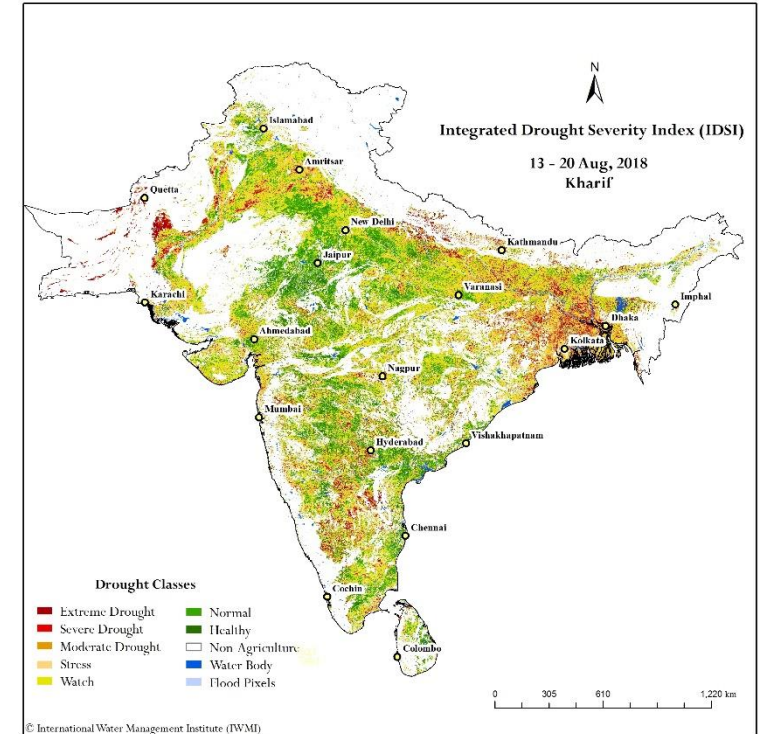 N
Integrated Drought Severity Index (IDSI)
13 - 20 Aug, 2018
Kharif
Islamabad
Amritsar
Quetta
New Delhi
Kathmandu
Jaipur
Varanasi
Karachi
Imphal
Dhaka
Ahmedabad
Kolkata
Nagpur
Mumbai
Vishakhapatnam
Hyderabad
Chennai
Cochin
Colombo
Drought Classes
Extreme Drought
Severe Drought
Moderate Drought
Stress
Watch
Normal
Healthy
Non-Agriculture
Water Body
Flood Pixels
0 305 610 1,220 km
© International Water Management Institute (IWMI)